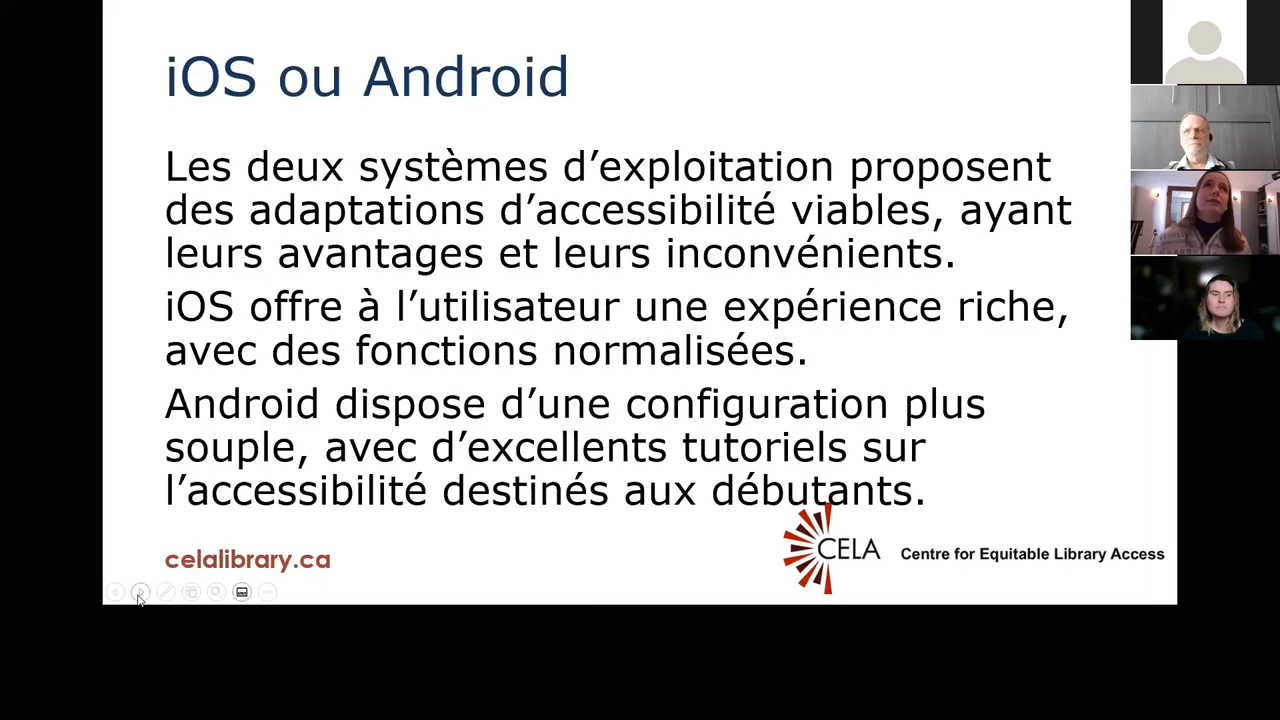 iOS ou Android
Les deux systèmes d’exploitation proposent
des adaptations d’accessibilité viables, ayant
leurs avantages et leurs inconvénients.
iOS offre à l’utilisateur une expérience riche,
avec des fonctions normalisées.
Android dispose d’une configuration plus
souple, avec d’excellents tutoriels sur
l’accessibilité destinés aux débutants.
celalibrary.ca
CELA
Centre for Equitable Library Access